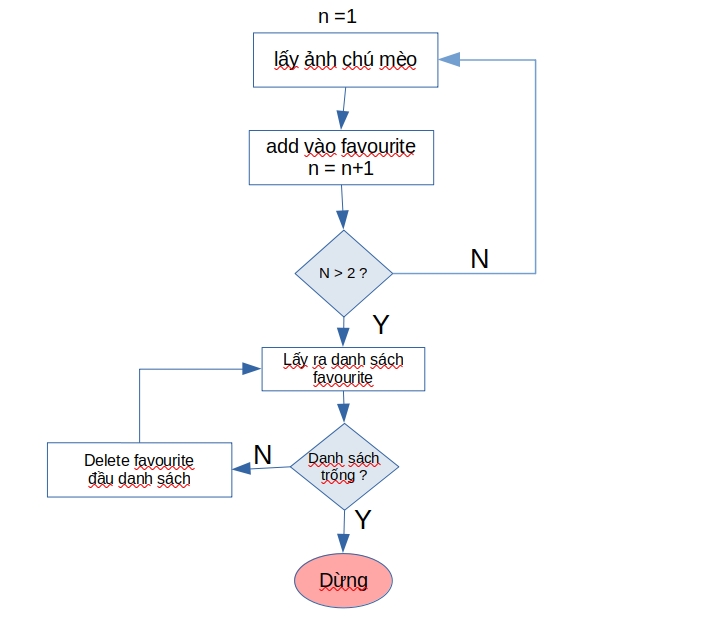 n =1
lấy ảnh chú mèo
add vào favourite
n = n+1
N > 2 ?
N
Y
Lấy ra danh sách
favourite
Danh sách
trống ?
N
Delete favourite
đầu danh sách
Y
Dừng